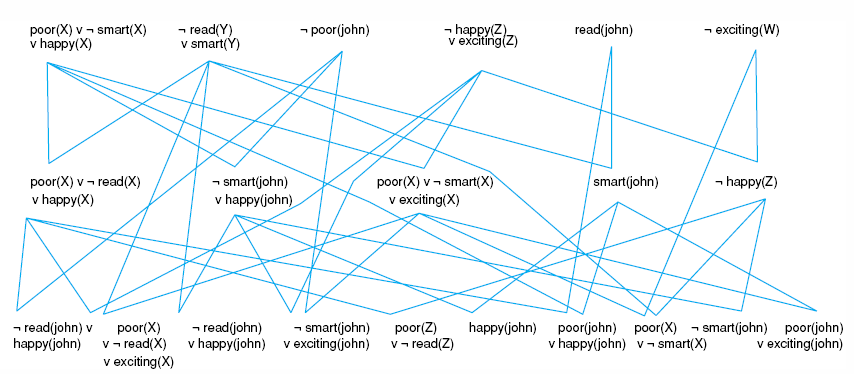 poor(X) v ¬ smart(X)
v happy(X)
¬ read(Y)
v smart(Y)
¬ poor(john)
¬ happy(Z)
v exciting(Z)
read(john)
¬ exciting(W)
poor(X) v ¬ read(X)
v happy(X)
¬ smart(john)
v happy(john)
poor(X) v ¬ smart(X)
v exciting(X)
smart(john)
¬ happy(Z)
¬ read(john) v
happy(john)
poor(X)
v ¬ read(X)
v exciting(X)
¬ read(john)
v happy(john)
¬ smart(john)
v exciting(john)
poor(Z)
v ¬ read(Z)
happy(john)
poor(john)
v happy(john)
poor(X)
v ¬ smart(X)
¬ smart(john)
poor(john)
v exciting(john)